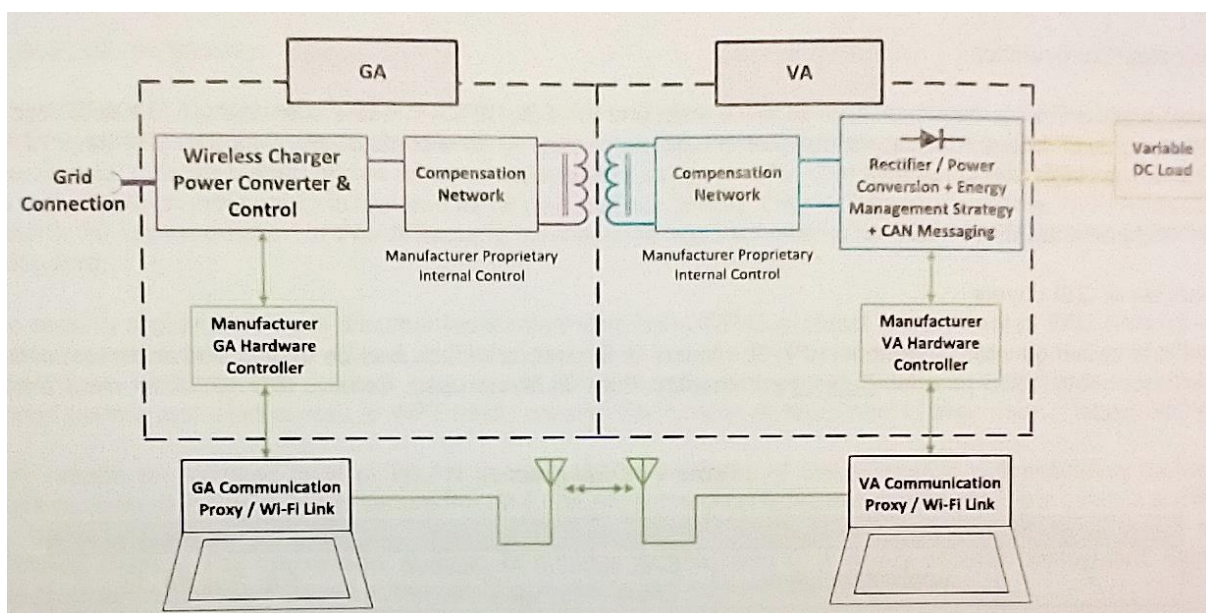 GA
VA
Grid
Connection
Wireless Charger
Power Converter &
Control
Compensation
Network
Manufacturer Proprietary
Internal Control
Compensation
Network
Manufacturer Proprietary
Internal Control
Rectifier / Power
Conversion + Energy
Management Strategy
+ CAN Messaging
Variable
DC Load
Manufacturer
GA Hardware
Controller
Manufacturer
VA Hardware
Controller
GA Communication
Proxy / Wi-Fi Link
VA Communication
Proxy / Wi-Fi Link